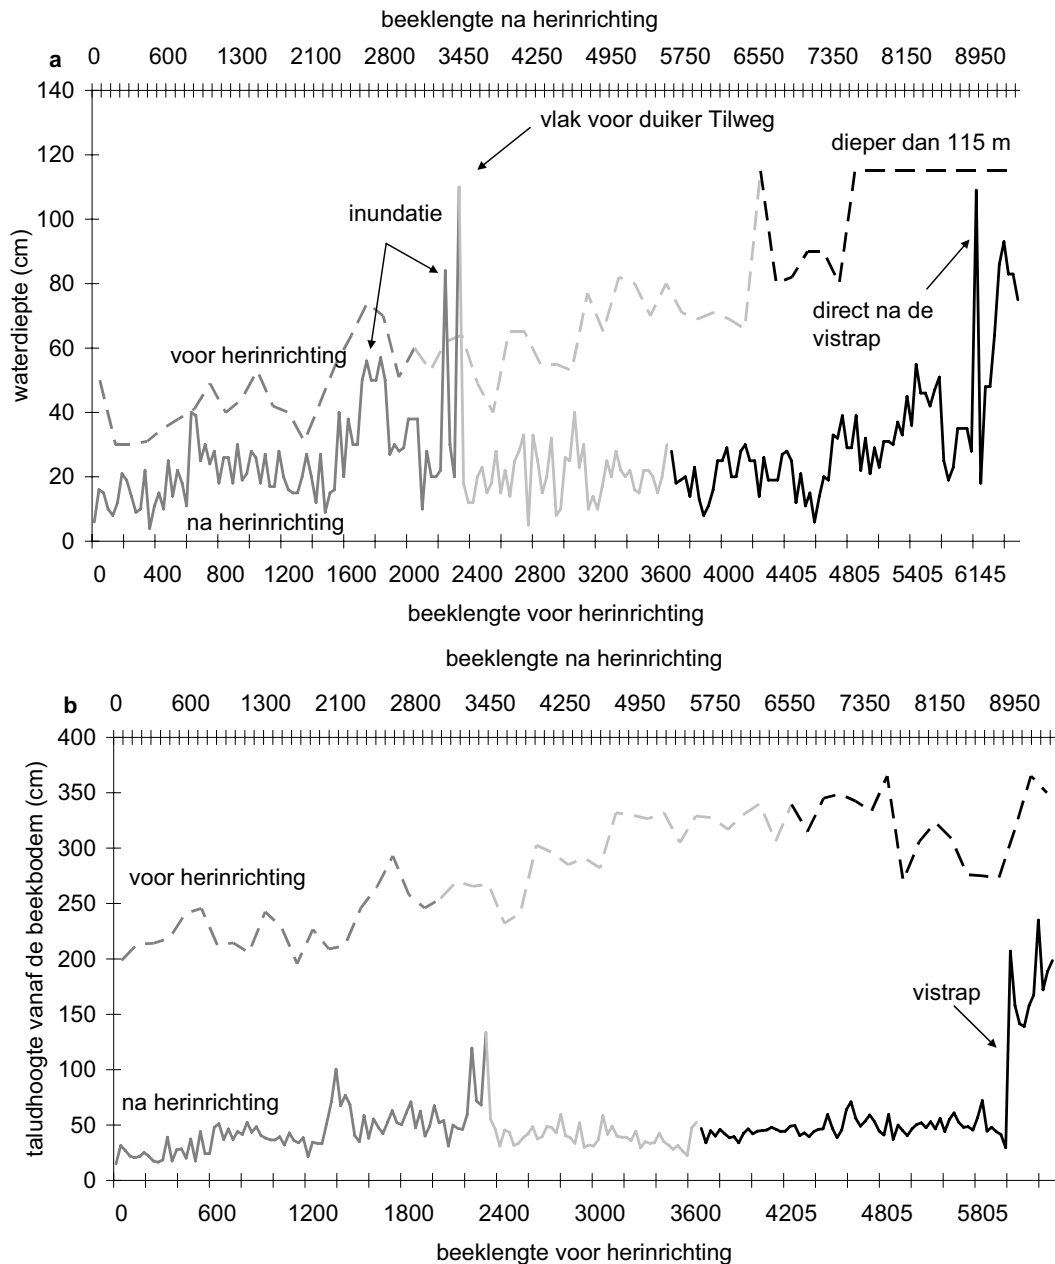 beeklengte na herinrichting
a 0 600 1300 2100 2800 3450 4250 4950 5750 6550 7350 8150 8950
140
vlak voor duiker Tilweg
dieper dan 115 m
120
inundatie
100
80
direct na de
vistrap
voor herinrichting
60
40
20
na herinrichting
0
waterdiepte (cm)
0 400 800 1200 1600 2000 2400 2800 3200 3600 4000 4405 4805 5405 6145
beeklengte voor herinrichting
beeklengte na herinrichting
b 0 600 1300 2100 2800 3450 4250 4950 5750 6550 7350 8150 8950
400
350
300
voor herinrichting
250
200
vistrap
150
100
na herinrichting
50
0
taludhoogte vanaf de beekbodem (cm)
0 600 1200 1800 2400 3000 3600 4205 4805 5805
beeklengte voor herinrichting